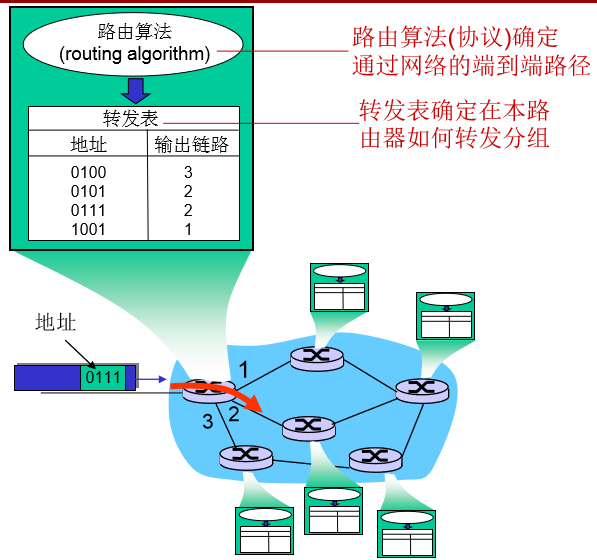 路由算法
(routing algorithm)
路由算法(协议)确定
通过网络的端到端路径
转发表
转发表确定在本路
由器如何转发分组
地址 输出链路
0100 3
0101 2
0111 2
1001 1
地址
0111
1
2
3